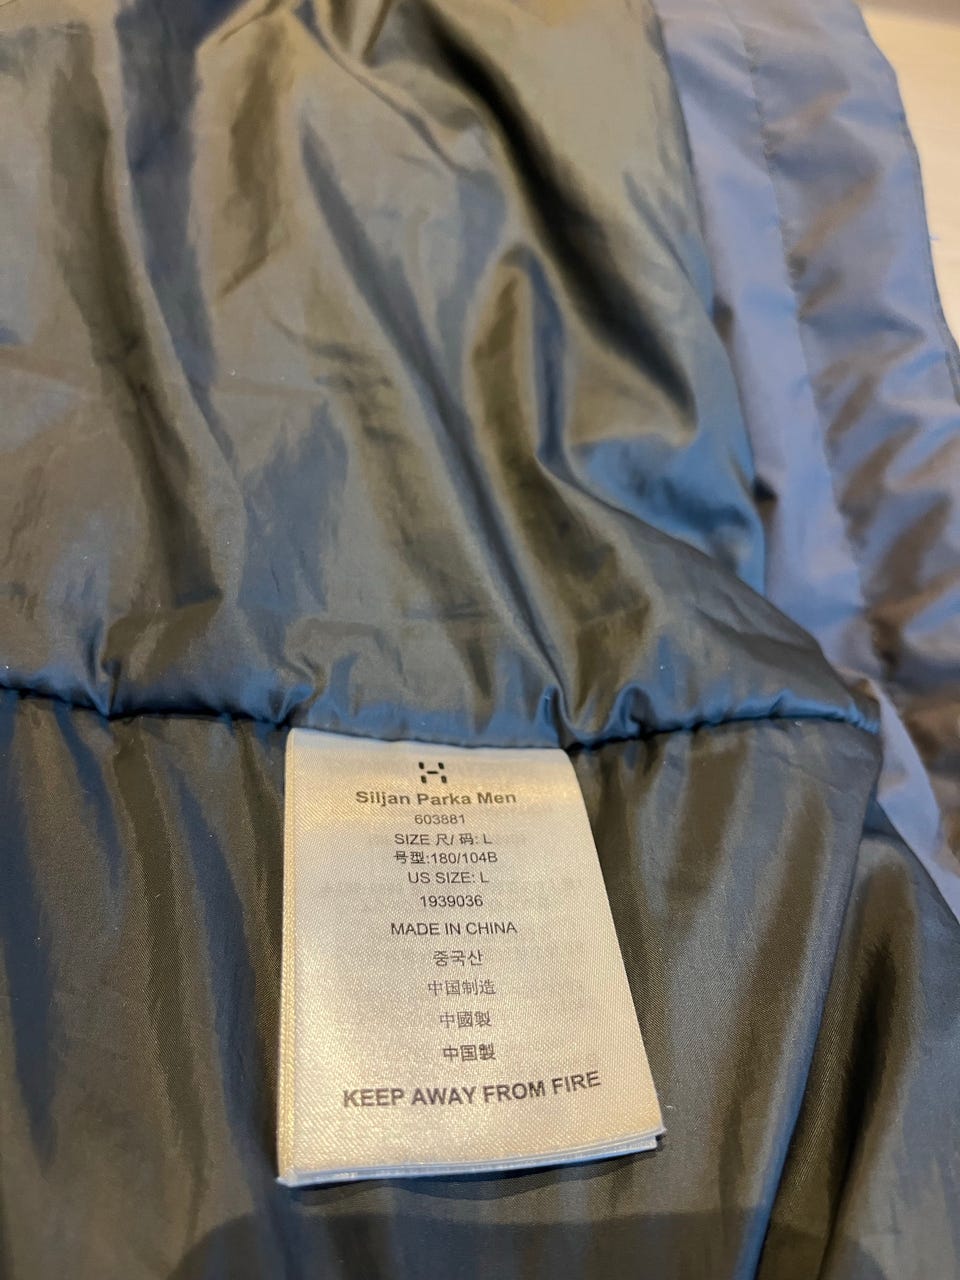 Siljan Parka Men
603881
SIZE 尺/ 码: L
号型:180/104B
US SIZE: L
1939036
MADE IN CHINA
중국산
中国制造
中國製
中国製
KEEP AWAY FROM FIRE